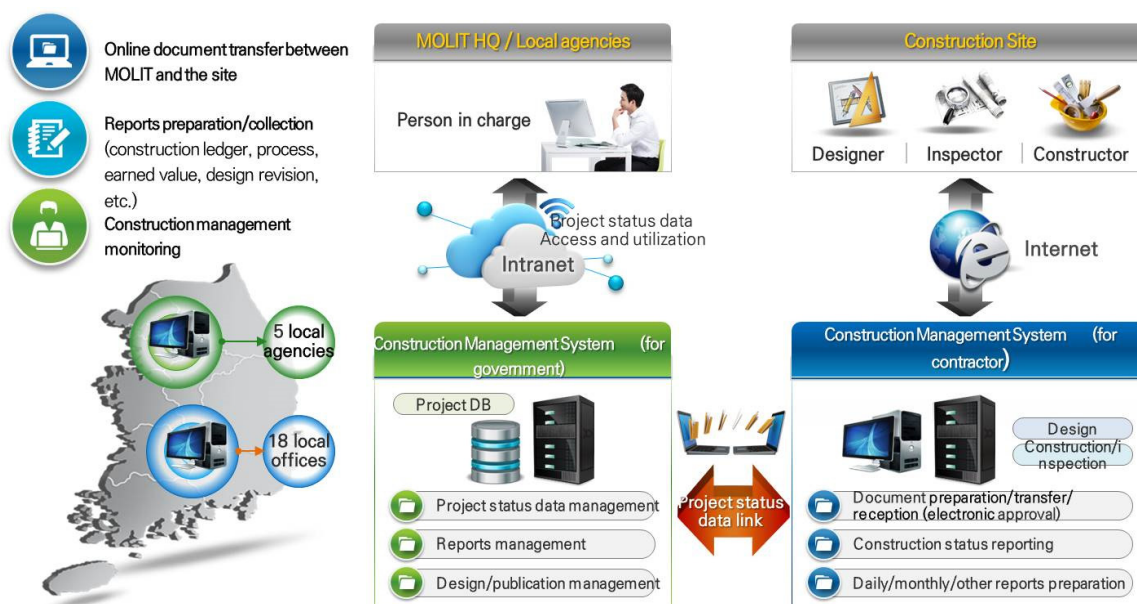 Online document transfer between
MOLIT and the site
Reports preparation/collection
(construction ledger, process,
earned value, design revision,
etc.)
Construction management
monitoring
5 local
agencies
18 local
offices
MOLIT HQ / Local agencies
Person in charge
Project status data
Access and utilization
Intranet
Construction Management System (for
government)
Project DB
Project status data management
Reports management
Design/publication management
Project status
data link
Construction Site
Designer
Inspector
Constructor
Internet
Construction Management System (for
contractor)
Design
Construction/i
nspection
Document preparation/transfer/
reception (electronic approval)
Construction status reporting
Daily/monthly/other reports preparation